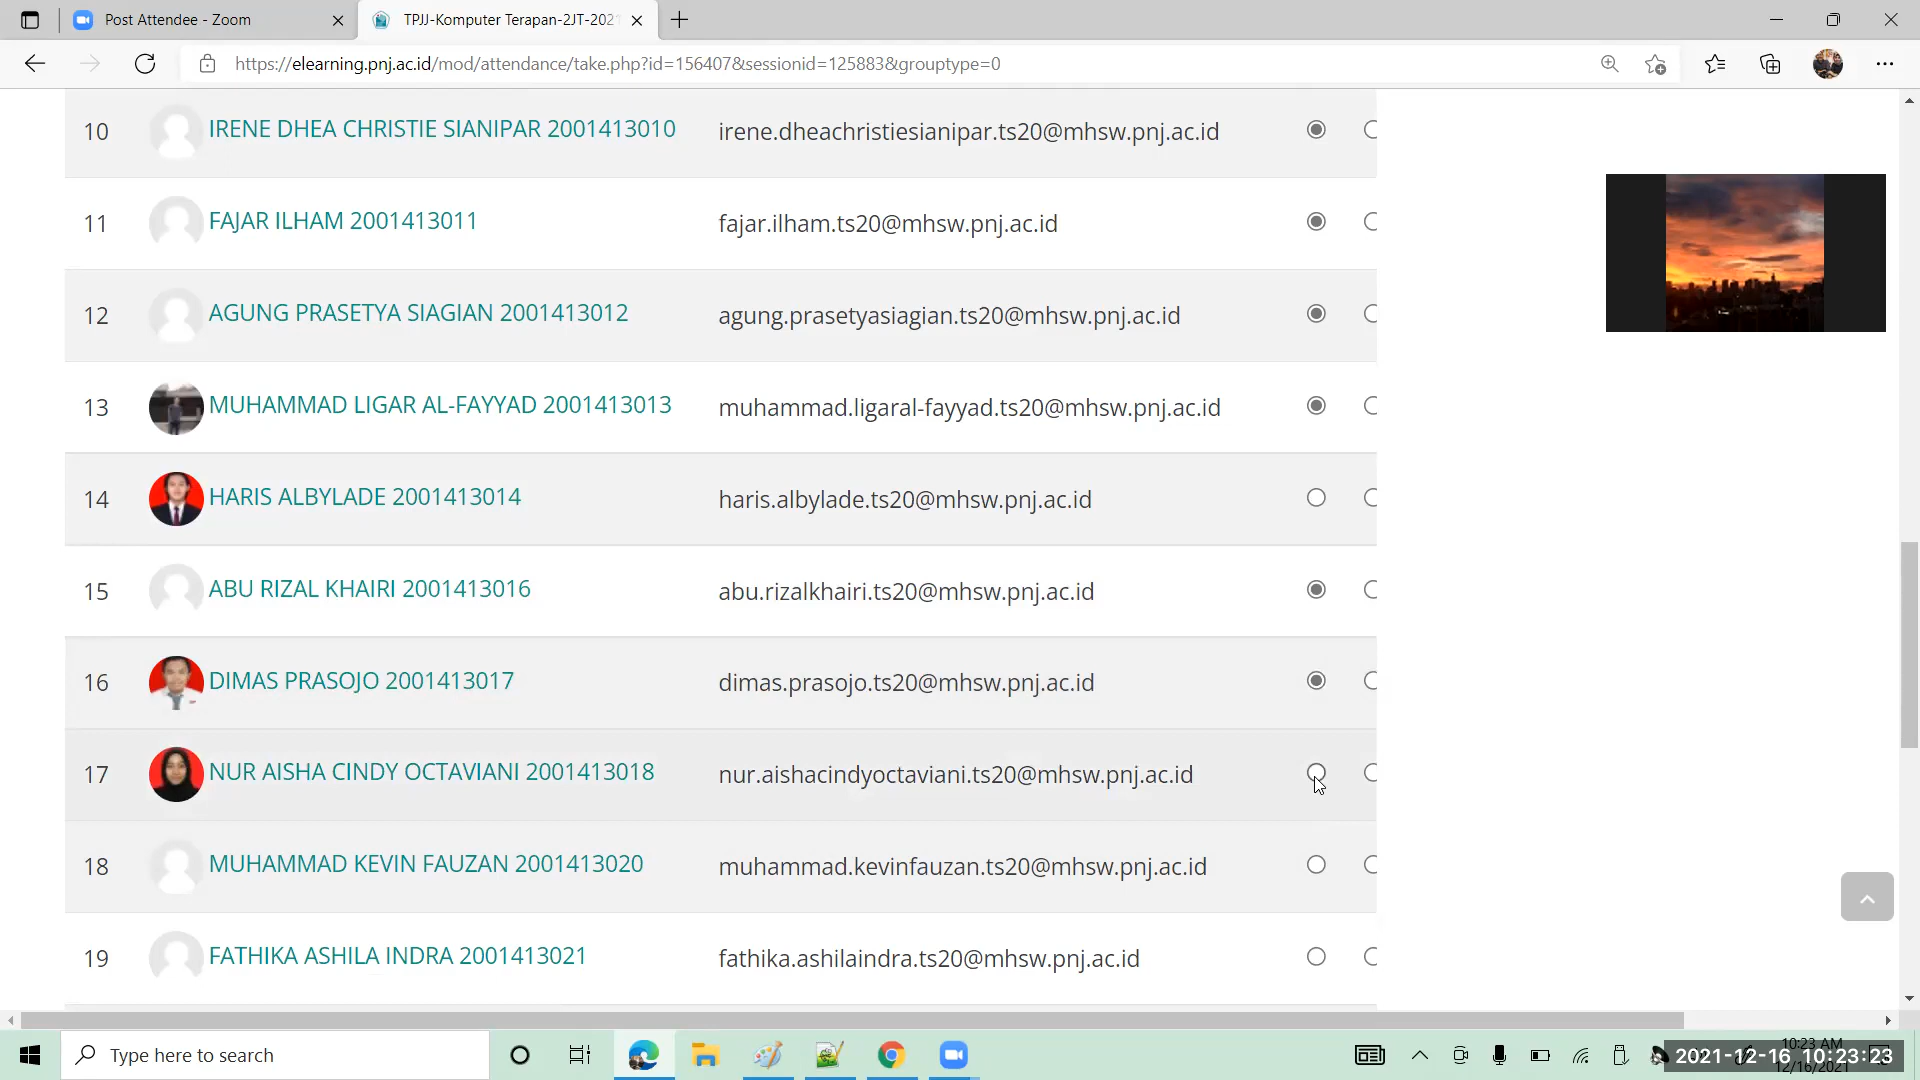 Post Attendee - Zoom
TPJJ-Komputer Terapan-2JT-202
https://elearning.pnj.ac.id/mod/attendance/take.php?id=156407&sessionid=125883&grouptype=0
10 IRENE DHEA CHRISTIE SIANIPAR 2001413010 irene.dheachristiesianipar.ts20@mhsw.pnj.ac.id
11 FAJAR ILHAM 2001413011 fajar.ilham.ts20@mhsw.pnj.ac.id
12 AGUNG PRASETYA SIAGIAN 2001413012 agung.prasetyasiagian.ts20@mhsw.pnj.ac.id
13 MUHAMMAD LIGAR AL-FAYYAD 2001413013 muhammad.ligaral-fayyad.ts20@mhsw.pnj.ac.id
14 HARIS ALBYLADE 2001413014 haris.albylade.ts20@mhsw.pnj.ac.id
15 ABU RIZAL KHAIRI 2001413016 abu.rizalkhairi.ts20@mhsw.pnj.ac.id
16 DIMAS PRASOJO 2001413017 dimas.prasojo.ts20@mhsw.pnj.ac.id
17 NUR AISHA CINDY OCTAVIANI 2001413018 nur.aishacindyoctaviani.ts20@mhsw.pnj.ac.id
18 MUHAMMAD KEVIN FAUZAN 2001413020 muhammad.kevinfauzan.ts20@mhsw.pnj.ac.id
19 FATHIKA ASHILA INDRA 2001413021 fathika.ashilaindra.ts20@mhsw.pnj.ac.id
Type here to search
10:23 AM
2021-12-16 10:23:23